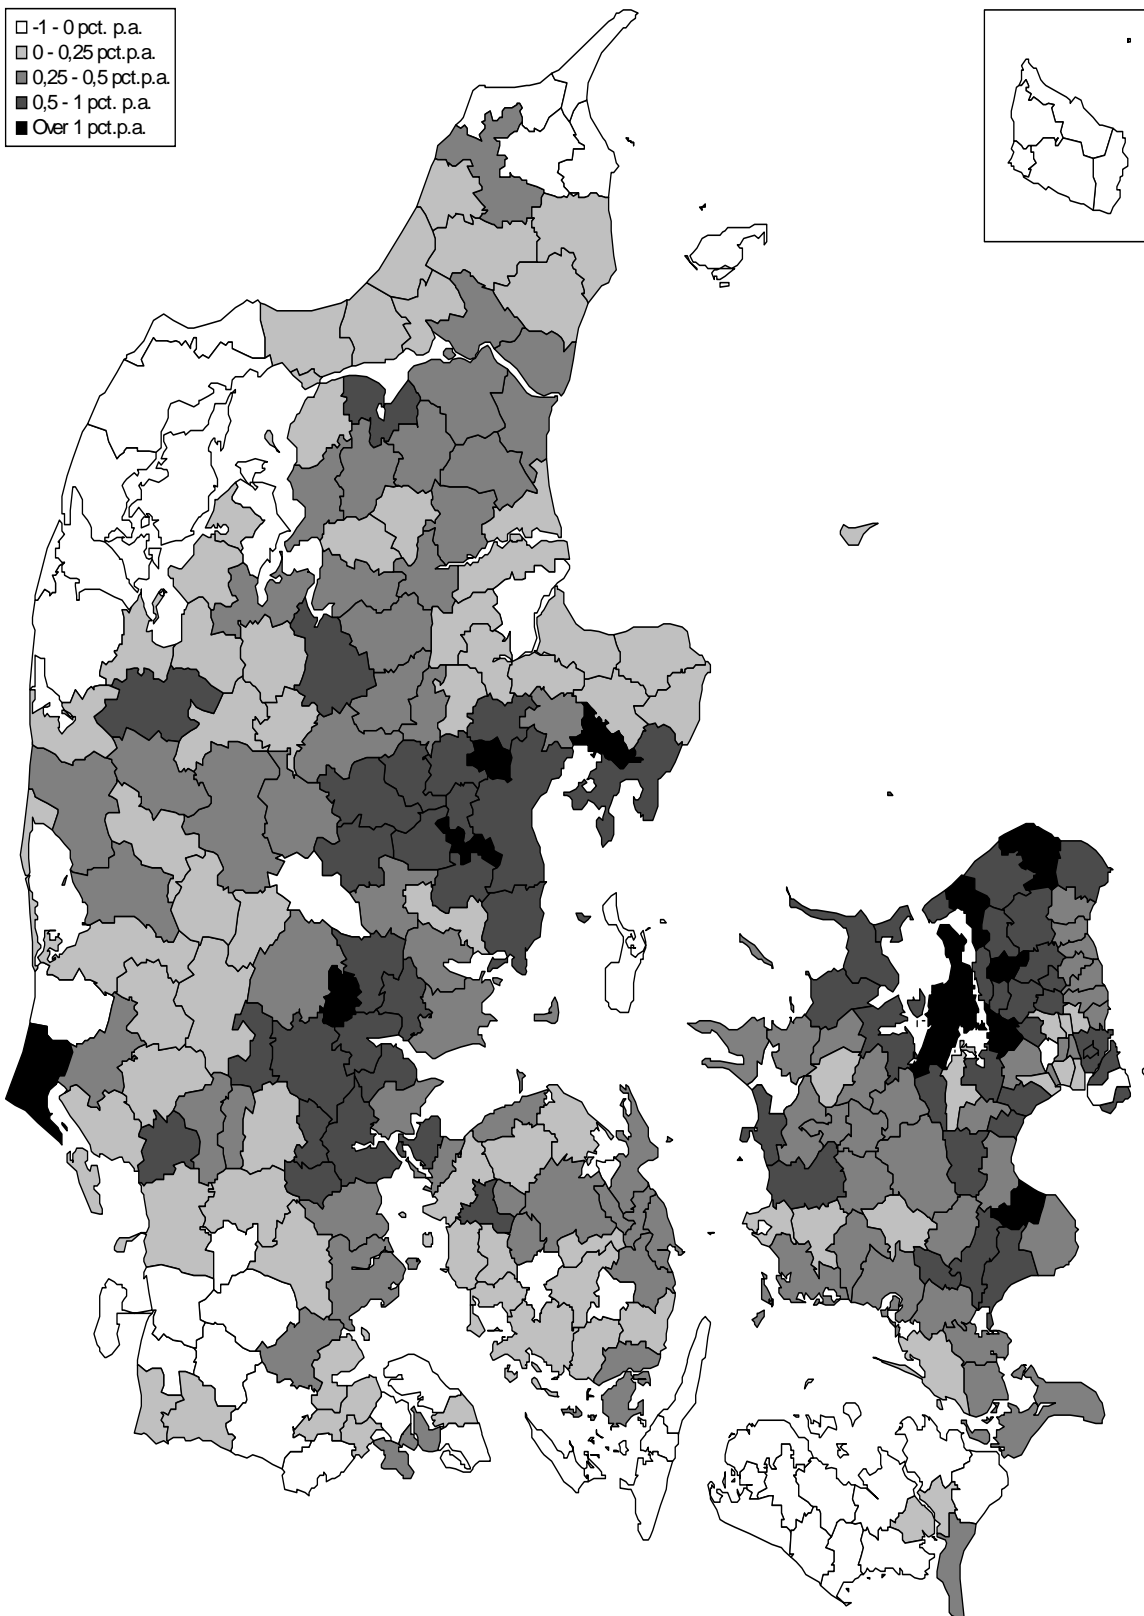 -1 - 0 pct. p.a.
0 - 0,25 pct.p.a.
0,25 - 0,5 pct.p.a.
0,5 - 1 pct. p.a.
Over 1 pct.p.a.